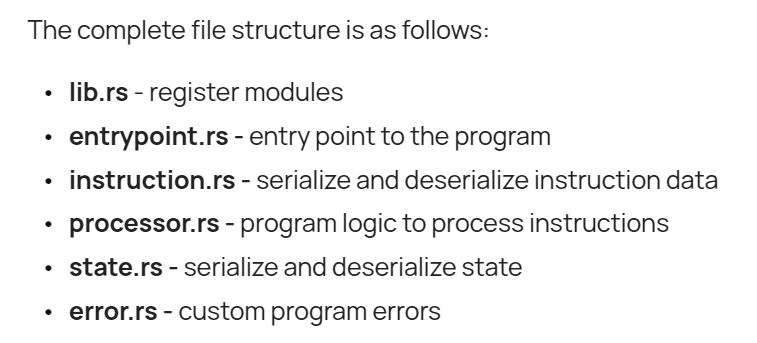 The complete file structure is as follows:
• lib.rs - register modules
• entrypoint.rs - entry point to the program
• instruction.rs - serialize and deserialize instruction data
• processor.rs - program logic to process instructions
• state.rs - serialize and deserialize state
• error.rs - custom program errors